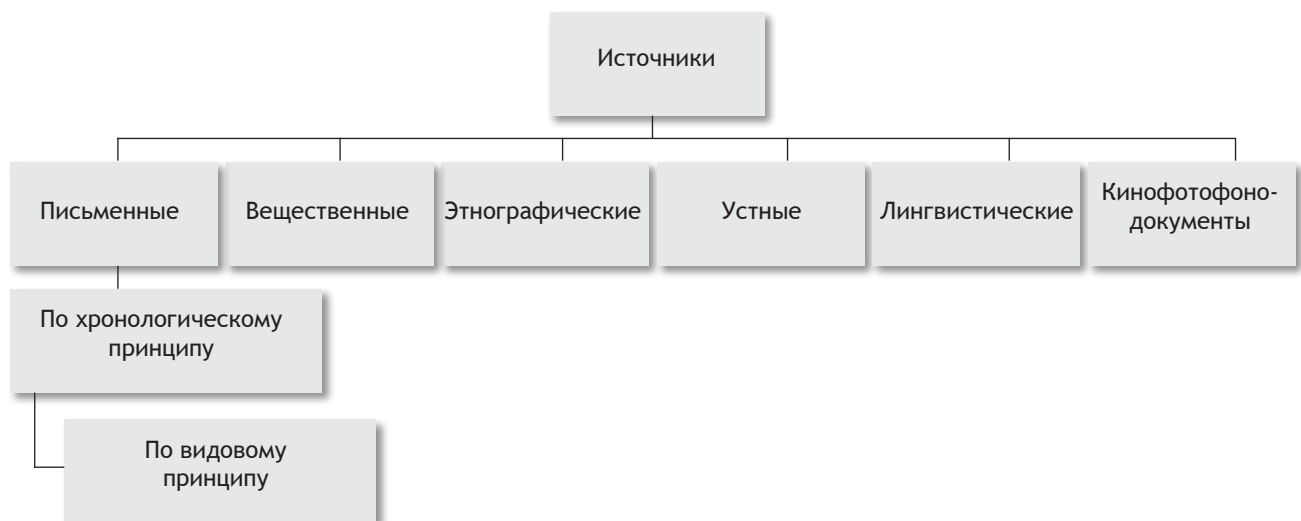 Источники
Письменные
Вещественные
Этнографические
Устные
Лингвистические
Кинофотофоно-
документы
По хронологическому
принципу
По видовому
принципу